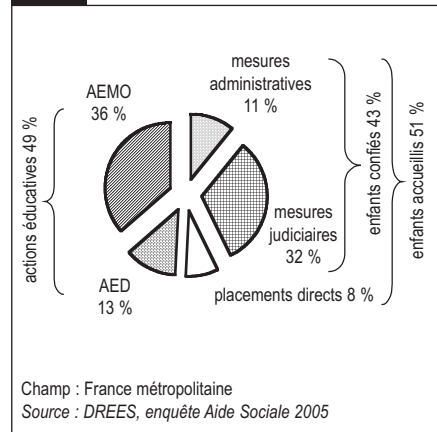 AEMO
36 %
mesures
administratives
11 %
mesures
judiciaires
32 %
placements directs 8 %
AED
13 %
actions éducatives 49 %
enfants confiés 43 %
enfants accueillis 51 %
Champ : France métropolitaine
Source : DREES, enquête Aide Sociale 2005